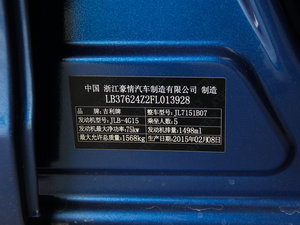 中国 浙江豪情汽车制造有限公司 制造
LB37624Z2FL013928
品牌:吉利牌 整车型号:JL7151B07
发动机型号:JLB-4G15 乘坐人数:5
发动机最大净功率:75kw 发动机排量:1498ml
最大允许总质量:1568kg 生产日期:2015年02月08日